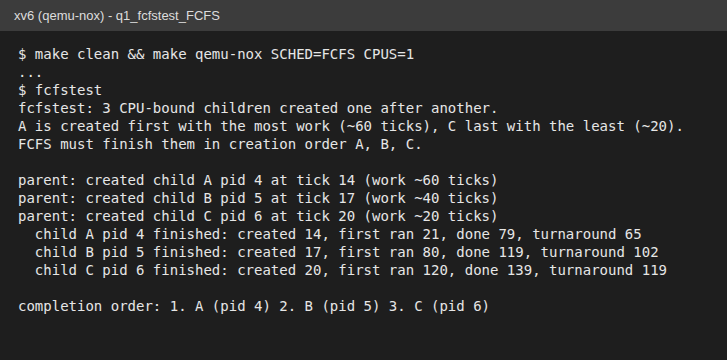 xv6 (qemu-nox) - q1_fcfstest_FCFS
$ make clean && make qemu-nox SCHED=FCFS CPUS=1
...
$ fcfstest
fcfstest: 3 CPU-bound children created one after another.
A is created first with the most work (~60 ticks), C last with the least (~20).
FCFS must finish them in creation order A, B, C.
parent: created child A pid 4 at tick 14 (work ~60 ticks)
parent: created child B pid 5 at tick 17 (work ~40 ticks)
parent: created child C pid 6 at tick 20 (work ~20 ticks)
  child A pid 4 finished: created 14, first ran 21, done 79, turnaround 65
  child B pid 5 finished: created 17, first ran 80, done 119, turnaround 102
  child C pid 6 finished: created 20, first ran 120, done 139, turnaround 119
completion order: 1. A (pid 4) 2. B (pid 5) 3. C (pid 6)